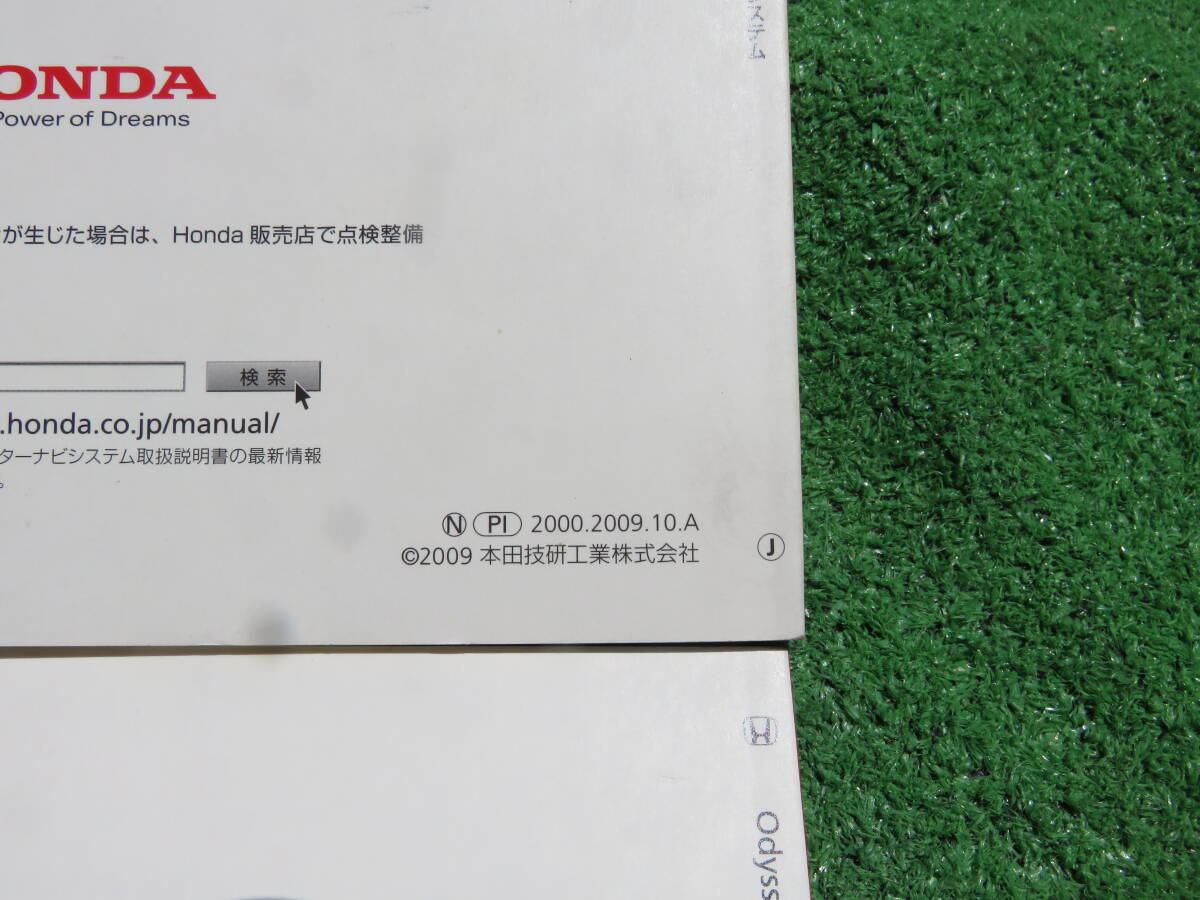 ONDA
Power of Dreams
が生じた場合は、Honda 販売店で点検整備
検索
.honda.co.jp/manual/
ターナビシステム取扱説明書の最新情報
。
Ⓝ PI 2000.2009.10.A
©2009 本田技研工業株式会社
Ⓙ
Odyss